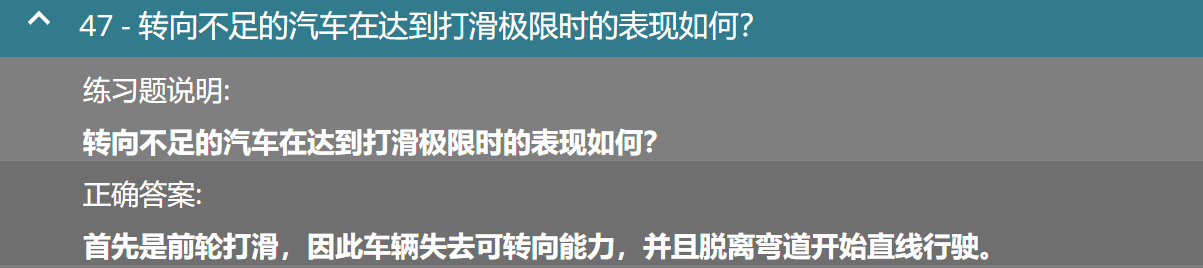 47 - 转向不足的汽车在达到打滑极限时的表现如何?
练习题说明:
转向不足的汽车在达到打滑极限时的表现如何?
正确答案:
首先是前轮打滑，因此车辆失去可转向能力，并且脱离弯道开始直线行驶。